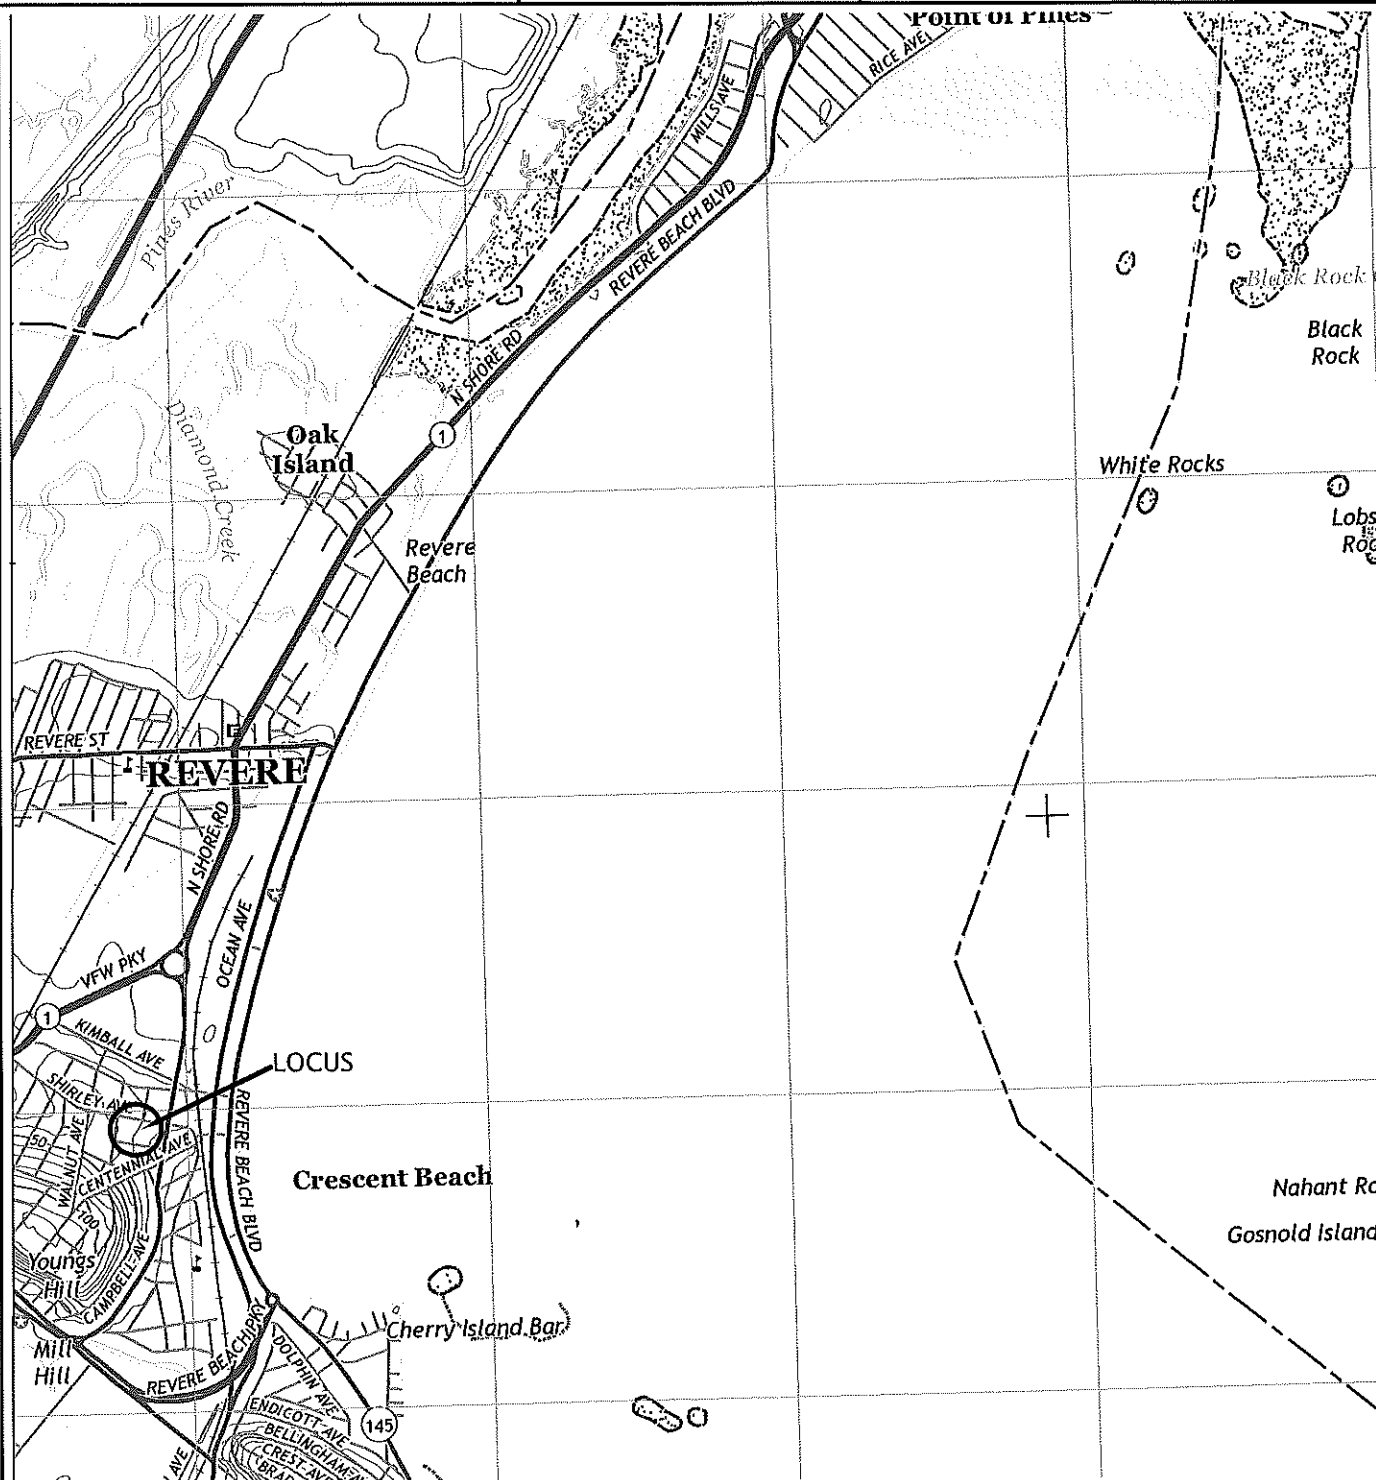 Point of Pines
RICE AVE
MILLS AVE
Pines River
REVERE BEACH BLVD
Black Rock
Black
Rock
N SHORE RD
Diamond Creek
Oak
Island
1
White Rocks
Revere
Beach
REVERE ST
REVERE
N SHORE RD
OCEAN AVE
VFW PKY
1
KIMBALL AVE
LOCUS
SHIRLEY AVE
50
WALNUT AVE
CENTENNIAL AVE
REVERE BEACH BLVD
Crescent Beach
100
Nahant
Gosnold Island
Youngs
Hill
CAMPBELL AVE
Cherry Island Bar
Mill
Hill
REVERE BEACH PKY
DOLPHIN AVE
ENDICOTT AVE
145
BELLINGHAM AVE
CREST AVE
AVE